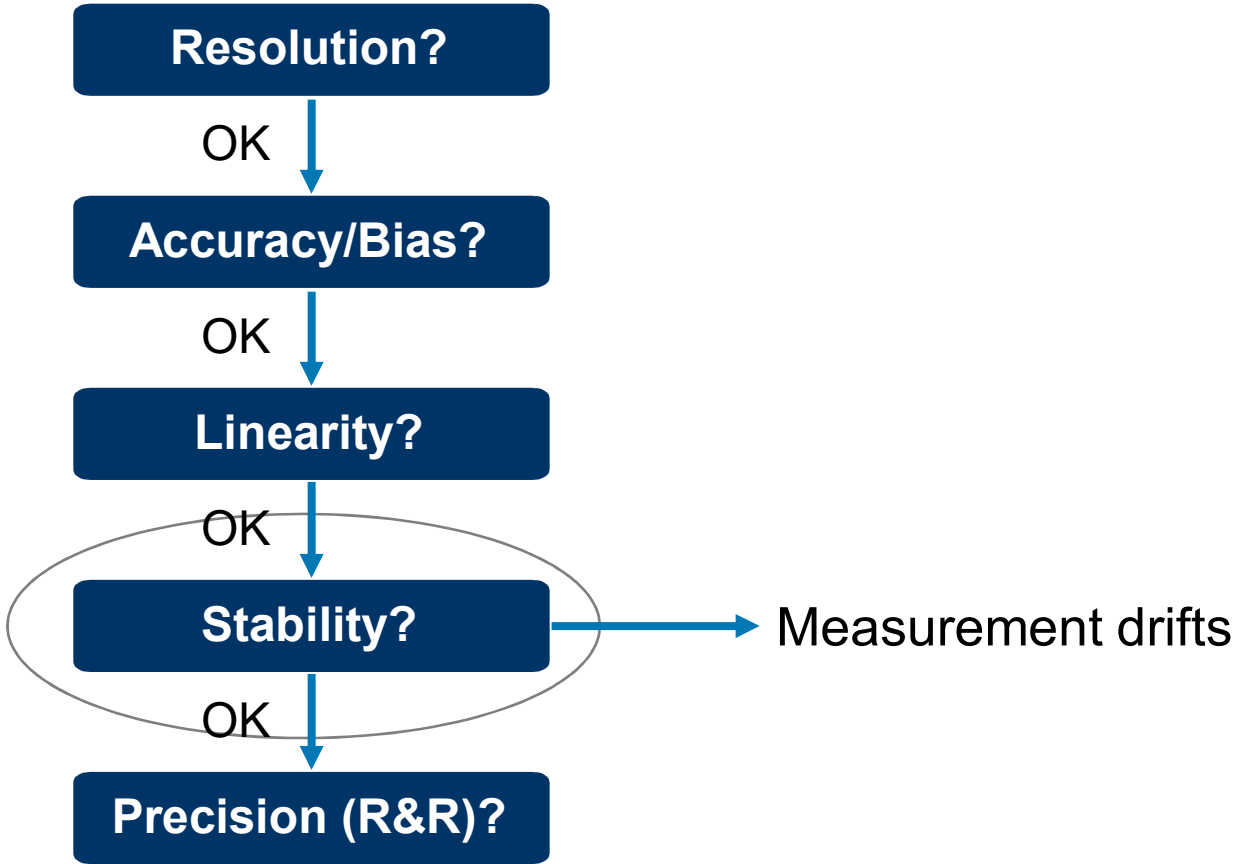 Resolution?
OK
Accuracy/Bias?
OK
Linearity?
OK
Stability?
Measurement drifts
OK
Precision (R&R)?